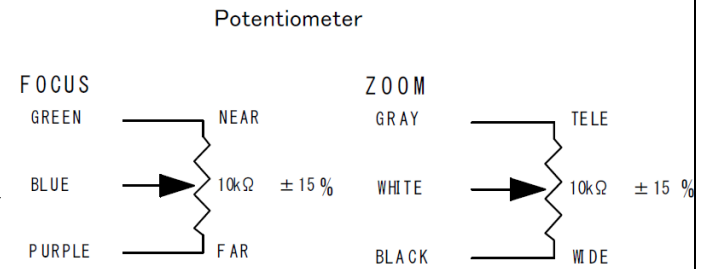 Potentiometer
FOCUS
GREEN NEAR
BLUE 10kΩ ±15%
PURPLE FAR
ZOOM
GRAY TELE
WHITE 10kΩ ±15 %
BLACK WIDE